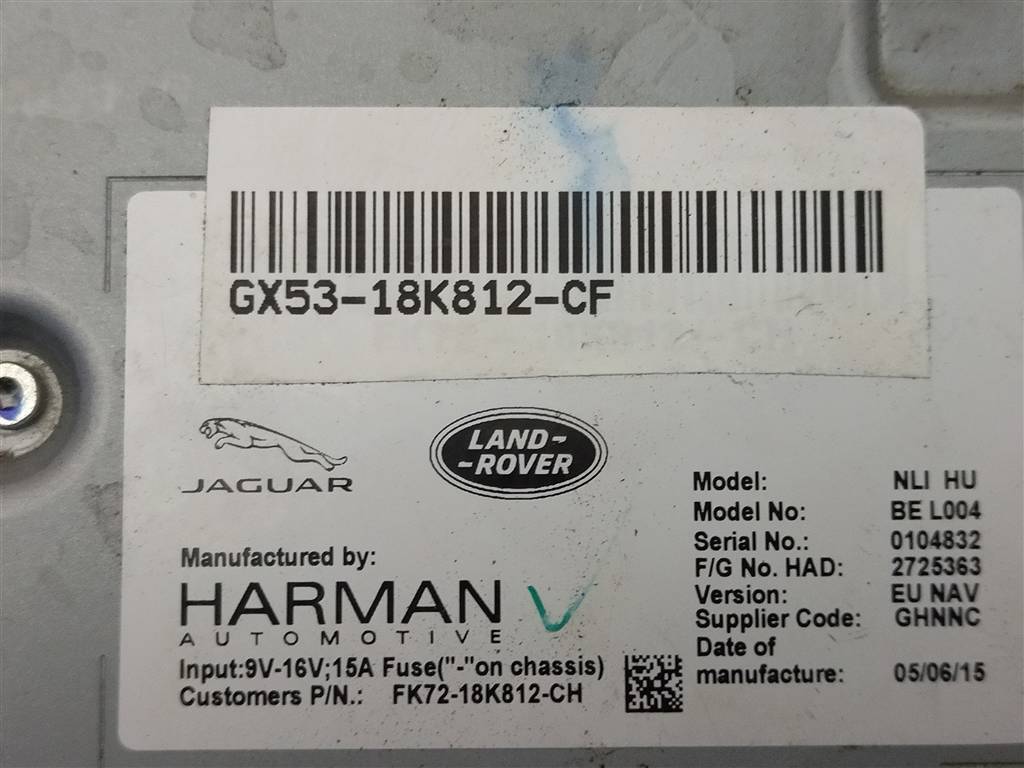 GX53-18K812-CF
JAGUAR
LAND-
-ROVER
Manufactured by:
HARMAN
AUTOMOTIVE
Input:9V-16V;15A Fuse("-"on chassis)
Customers P/N.: FK72-18K812-CH
Model: NLI HU
Model No: BE L004
Serial No.: 0104832
F/G No. HAD: 2725363
Version: EU NAV
Supplier Code: GHNNC
Date of
manufacture: 05/06/15